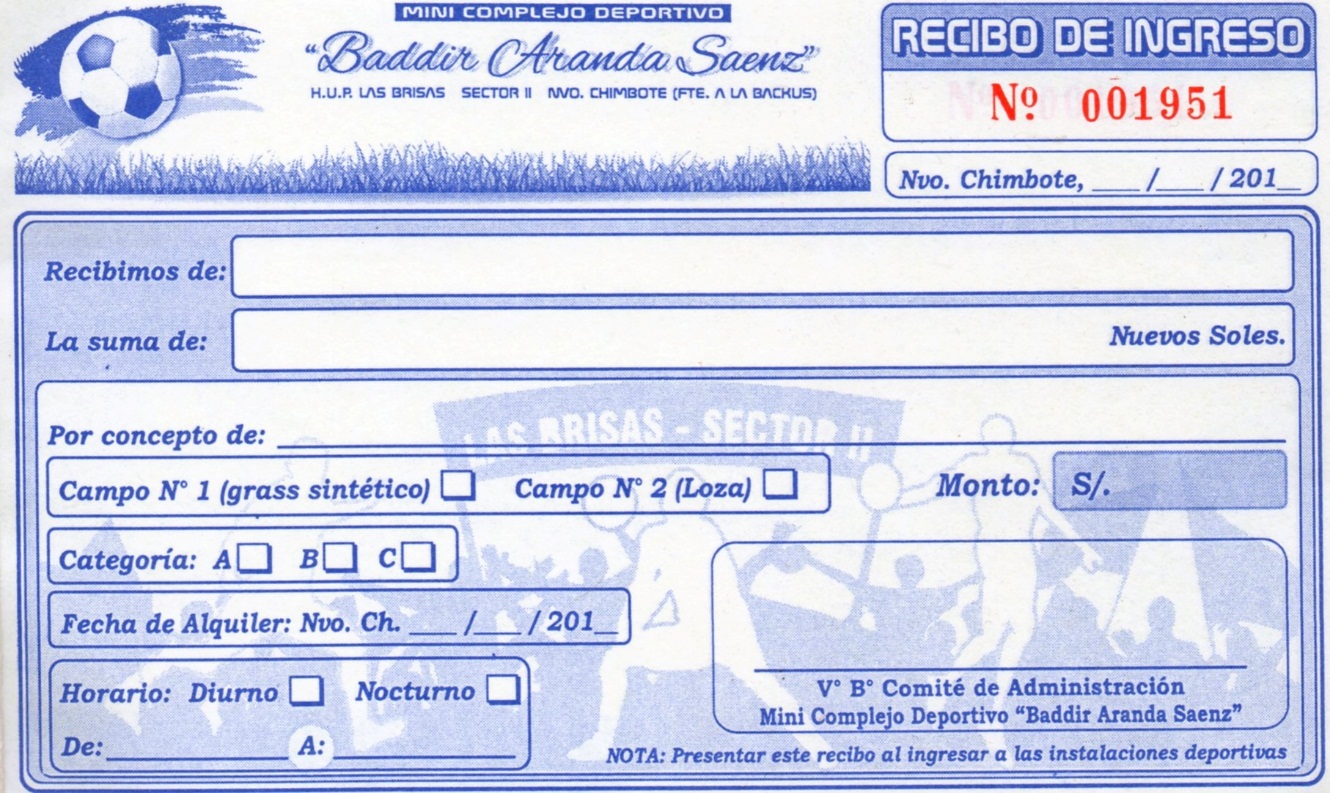 MINI COMPLEJO DEPORTIVO
“Baddir Aranda Saenz”
H.U.P. LAS BRISAS SECTOR II NVO. CHIMBOTE (FTE. A LA BACKUS)
RECIBO DE INGRESO
Nº 001951
Nvo. Chimbote, ___ /___ / 201_
Recibimos de:
La suma de: Nuevos Soles.
LAS BRISAS - SECTOR II
Por concepto de:
Campo N° 1 (grass sintético) Campo N° 2 (Loza)
Monto: S/.
Categoría: A B C
Fecha de Alquiler: Nvo. Ch. ___ /___ / 201_
Horario: Diurno Nocturno
De: A:
V° B° Comité de Administración
Mini Complejo Deportivo “Baddir Aranda Saenz”
NOTA: Presentar este recibo al ingresar a las instalaciones deportivas